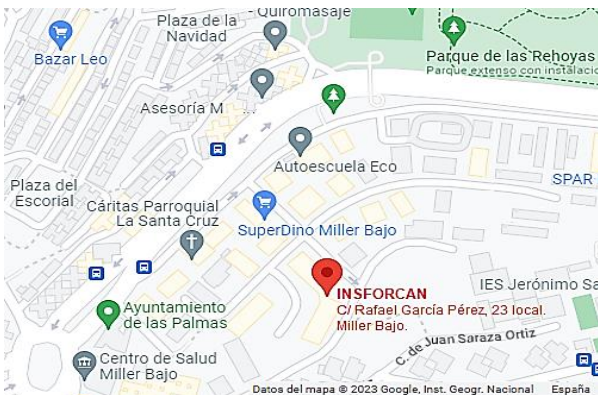 Quiromasaje
Plaza de la
Navidad
Bazar Leo
Parque de las Rehoyas
Parque extenso con instalacio
Asesoría M
...
Autoescuela Eco
SPAR
Plaza del
Escorial
Cáritas Parroquial
La Santa Cruz
SuperDino Miller Bajo
INSFORCAN
C/ Rafael García Pérez, 23 local.
Miller Bajo.
IES Jerónimo Sa
Ayuntamiento
de las Palmas
C. de Juan Saraza Ortiz
Centro de Salud
Miller Bajo
Datos del mapa © 2023 Google, Inst. Geogr. Nacional España